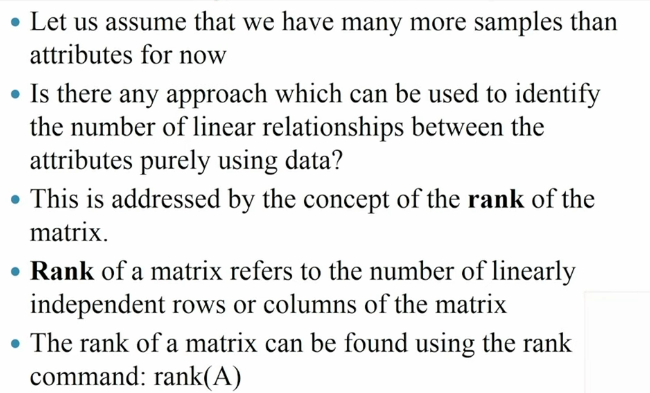 • Let us assume that we have many more samples than
attributes for now
• Is there any approach which can be used to identify
the number of linear relationships between the
attributes purely using data?
• This is addressed by the concept of the rank of the
matrix.
• Rank of a matrix refers to the number of linearly
independent rows or columns of the matrix
• The rank of a matrix can be found using the rank
command: rank(A)